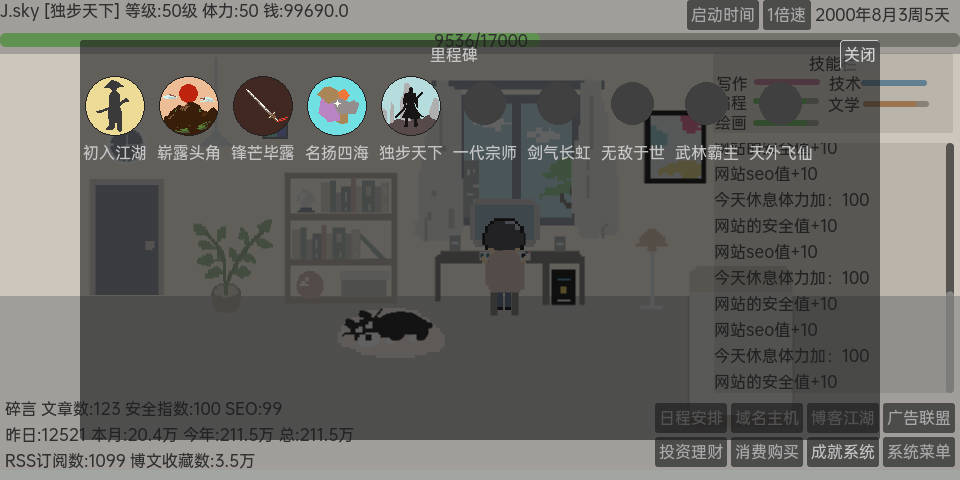 J.sky [独步天下] 等级:50级 体力:50 钱:99690.0
启动时间 1倍速 2000年8月3周5天
9536/17000
里程碑
关闭
技能
写作 技术
程 文学
绘画
初入江湖 崭露头角 锋芒毕露 名扬四海 独步天下 一代宗师 剑气长虹 无敌于世 武林霸主 天外飞仙
网站的安全值+10
网站seo值+10
今天休息体力加：100
网站的安全值+10
网站seo值+10
今天休息体力加：100
网站的安全值+10
网站seo值+10
今天休息体力加：100
网站的安全值+10
碎言 文章数:123 安全指数:100 SEO:99
昨日:12521 本月:20.4万 今年:211.5万 总:211.5万
RSS订阅数:1099 博文收藏数:3.5万
日程安排 域名主机 博客江湖 广告联盟
投资理财 消费购买 成就系统 系统菜单